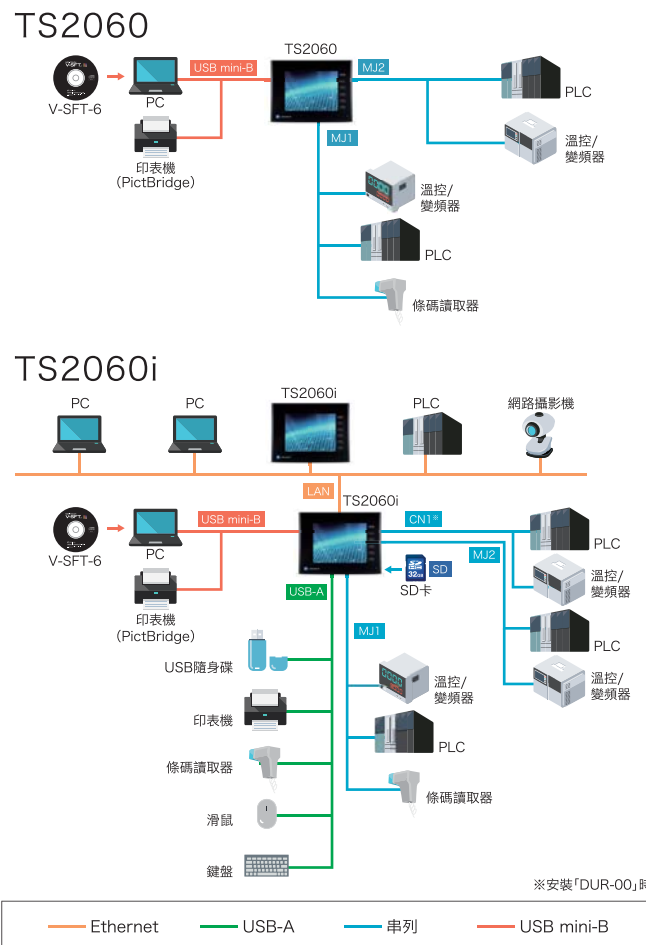 TS2060
TS2060
USB mini-B
MJ2
V-SFT-6
PC
PLC
印表機
(PictBridge)
MJ1
溫控/
變頻器
溫控/
變頻器
PLC
條碼讀取器
TS2060i
PC
PC
TS2060i
PLC
網路攝影機
LAN
TS2060i
USB mini-B
CN1※
V-SFT-6
PC
MJ2
PLC
SD
SD卡
溫控/
變頻器
印表機
(PictBridge)
USB-A
MJ1
PLC
USB隨身碟
溫控/
變頻器
溫控/
變頻器
印表機
PLC
條碼讀取器
條碼讀取器
滑鼠
鍵盤
※安裝「DUR-00」時
Ethernet
USB-A
串列
USB mini-B